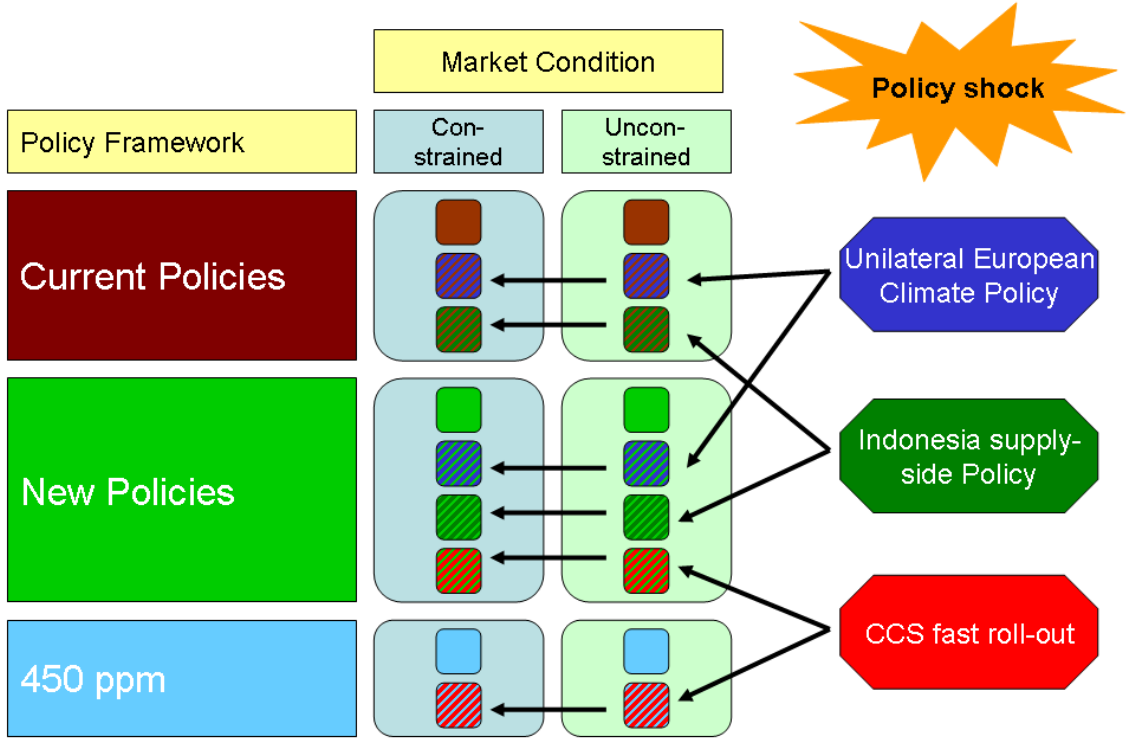 Market Condition
Policy shock
Policy Framework
Con-
strained
Uncon-
strained
Current Policies
Unilateral European
Climate Policy
New Policies
Indonesia supply-
side Policy
450 ppm
CCS fast roll-out